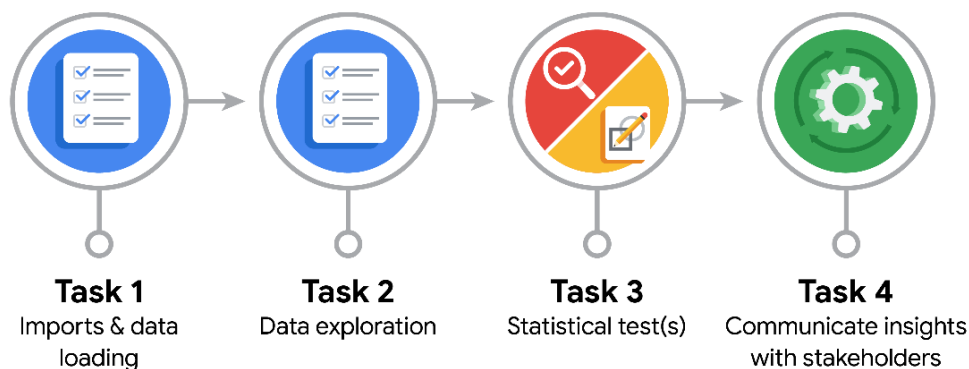 Task 1
Imports & data
loading
Task 2
Data exploration
Task 3
Statistical test(s)
Task 4
Communicate insights
with stakeholders